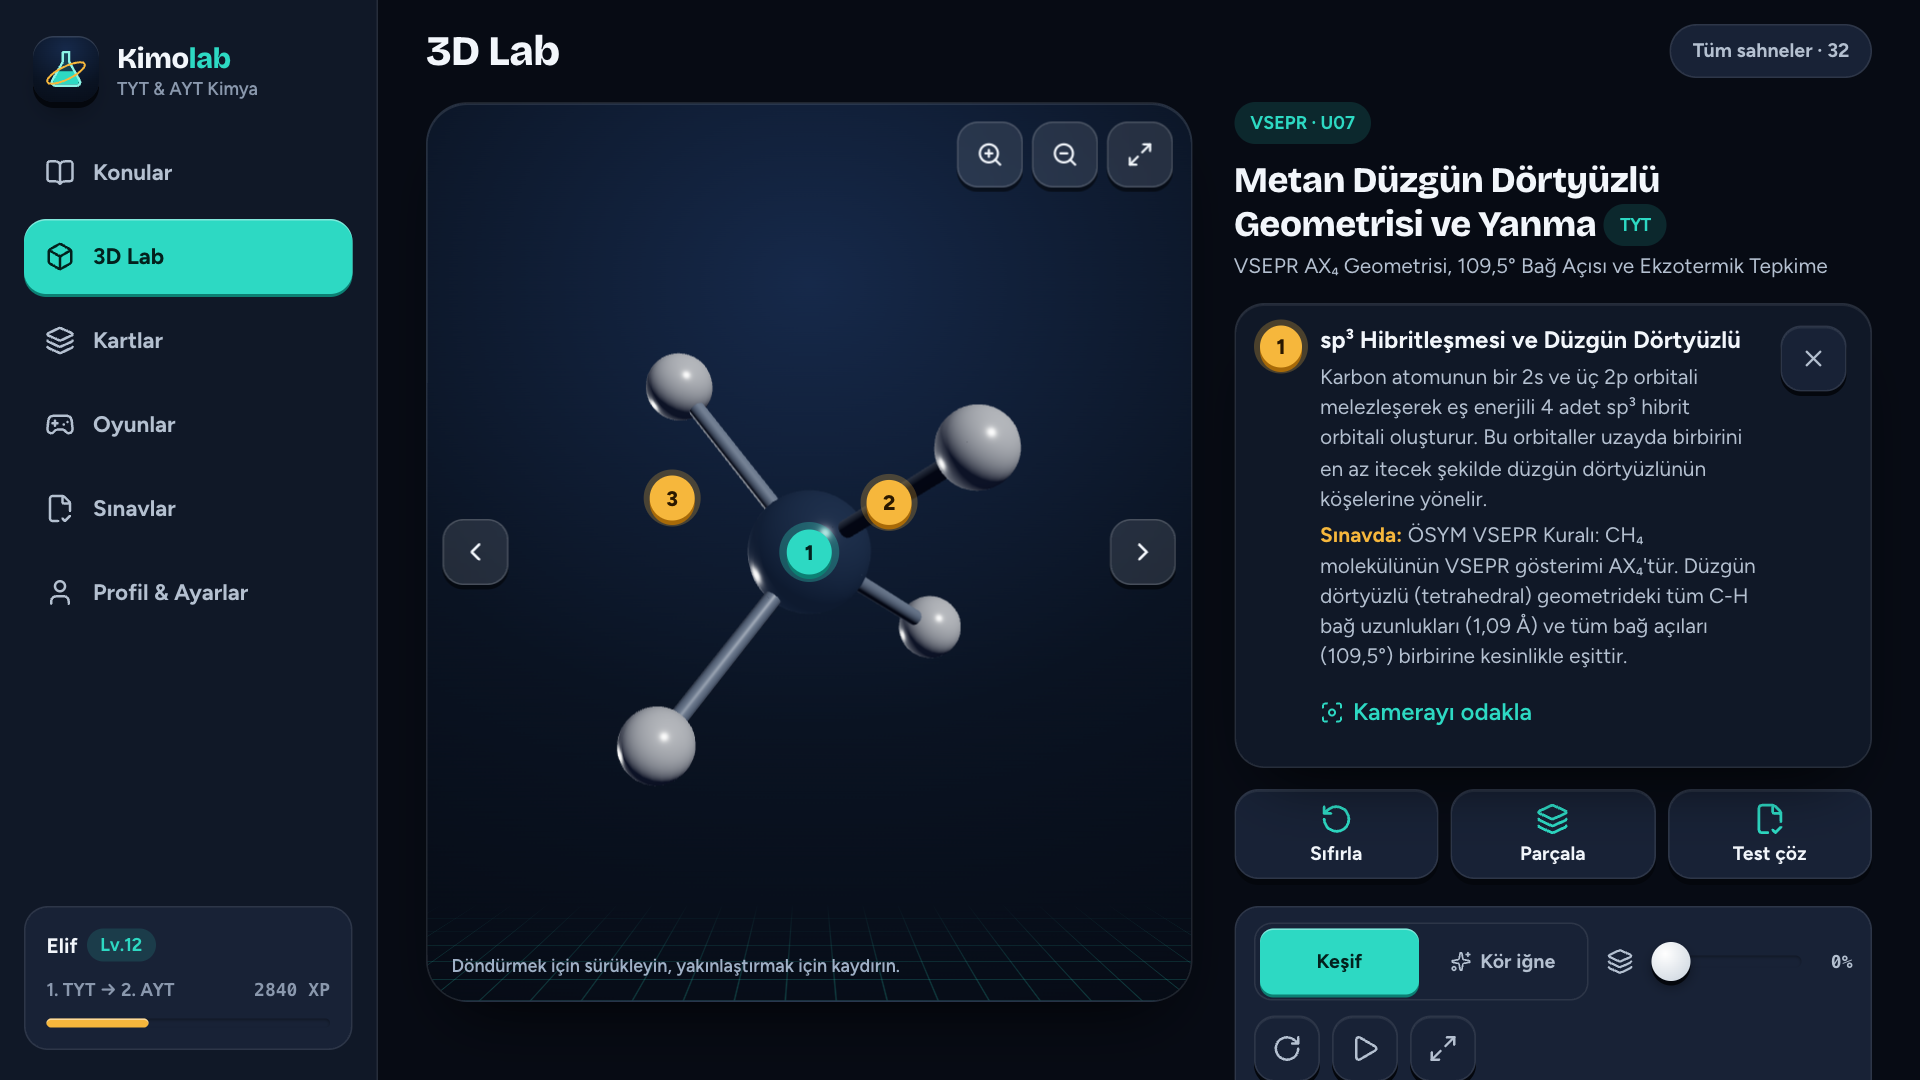 Kimolab
TYT & AYT Kimya
Konular
3D Lab
Kartlar
Oyunlar
Sınavlar
Profil & Ayarlar
Elif Lv.12
1. TYT → 2. AYT 2840 XP
3D Lab
Tüm sahneler · 32
3
2
1
Döndürmek için sürükleyin, yakınlaştırmak için kaydırın.
VSEPR · U07
Metan Düzgün Dörtyüzlü
Geometrisi ve Yanma TYT
VSEPR AX₄ Geometrisi, 109,5° Bağ Açısı ve Ekzotermik Tepkime
1 sp³ Hibritleşmesi ve Düzgün Dörtyüzlü
Karbon atomunun bir 2s ve üç 2p orbitali
melezleşerek eş enerjili 4 adet sp³ hibrit
orbitali oluşturur. Bu orbitaller uzayda birbirini
en az itecek şekilde düzgün dörtyüzlünün
köşelerine yönelir.
Sınavda: ÖSYM VSEPR Kuralı: CH₄
molekülünün VSEPR gösterimi AX₄'tür. Düzgün
dörtyüzlü (tetrahedral) geometrideki tüm C-H
bağ uzunlukları (1,09 Å) ve tüm bağ açıları
(109,5°) birbirine kesinlikle eşittir.
Kamerayı odakla
Sıfırla
Parçala
Test çöz
Keşif
Kör iğne
0%